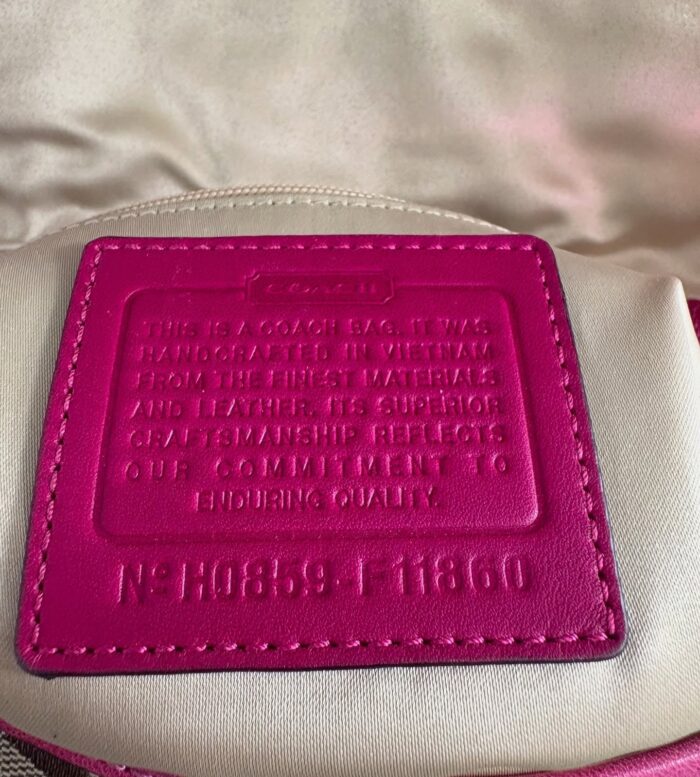 COACH
THIS IS A COACH BAG. IT WAS
HANDCRAFTED IN VIETNAM
FROM THE FINEST MATERIALS
AND LEATHER. ITS SUPERIOR
CRAFTSMANSHIP REFLECTS
OUR COMMITMENT TO
ENDURING QUALITY.
Nº H0859-F11860